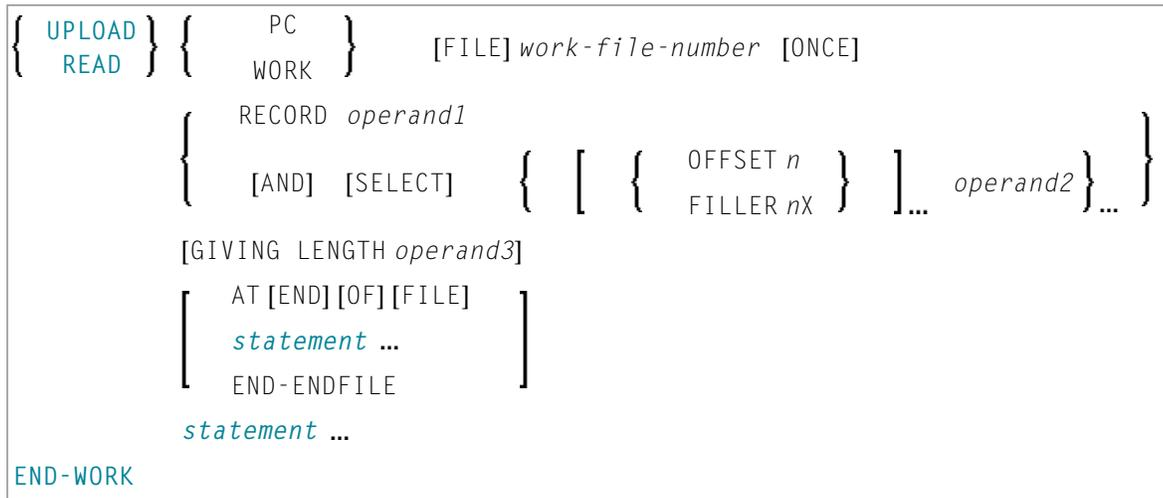 UPLOAD PC
READ WORK [FILE] work-file-number [ONCE]
RECORD operand1
[AND] [SELECT] { [ { OFFSET n
FILLER nX } ]... operand2 }...
[GIVING LENGTH operand3]
AT [END] [OF] [FILE]
statement ...
END-ENDFILE
statement ...
END-WORK